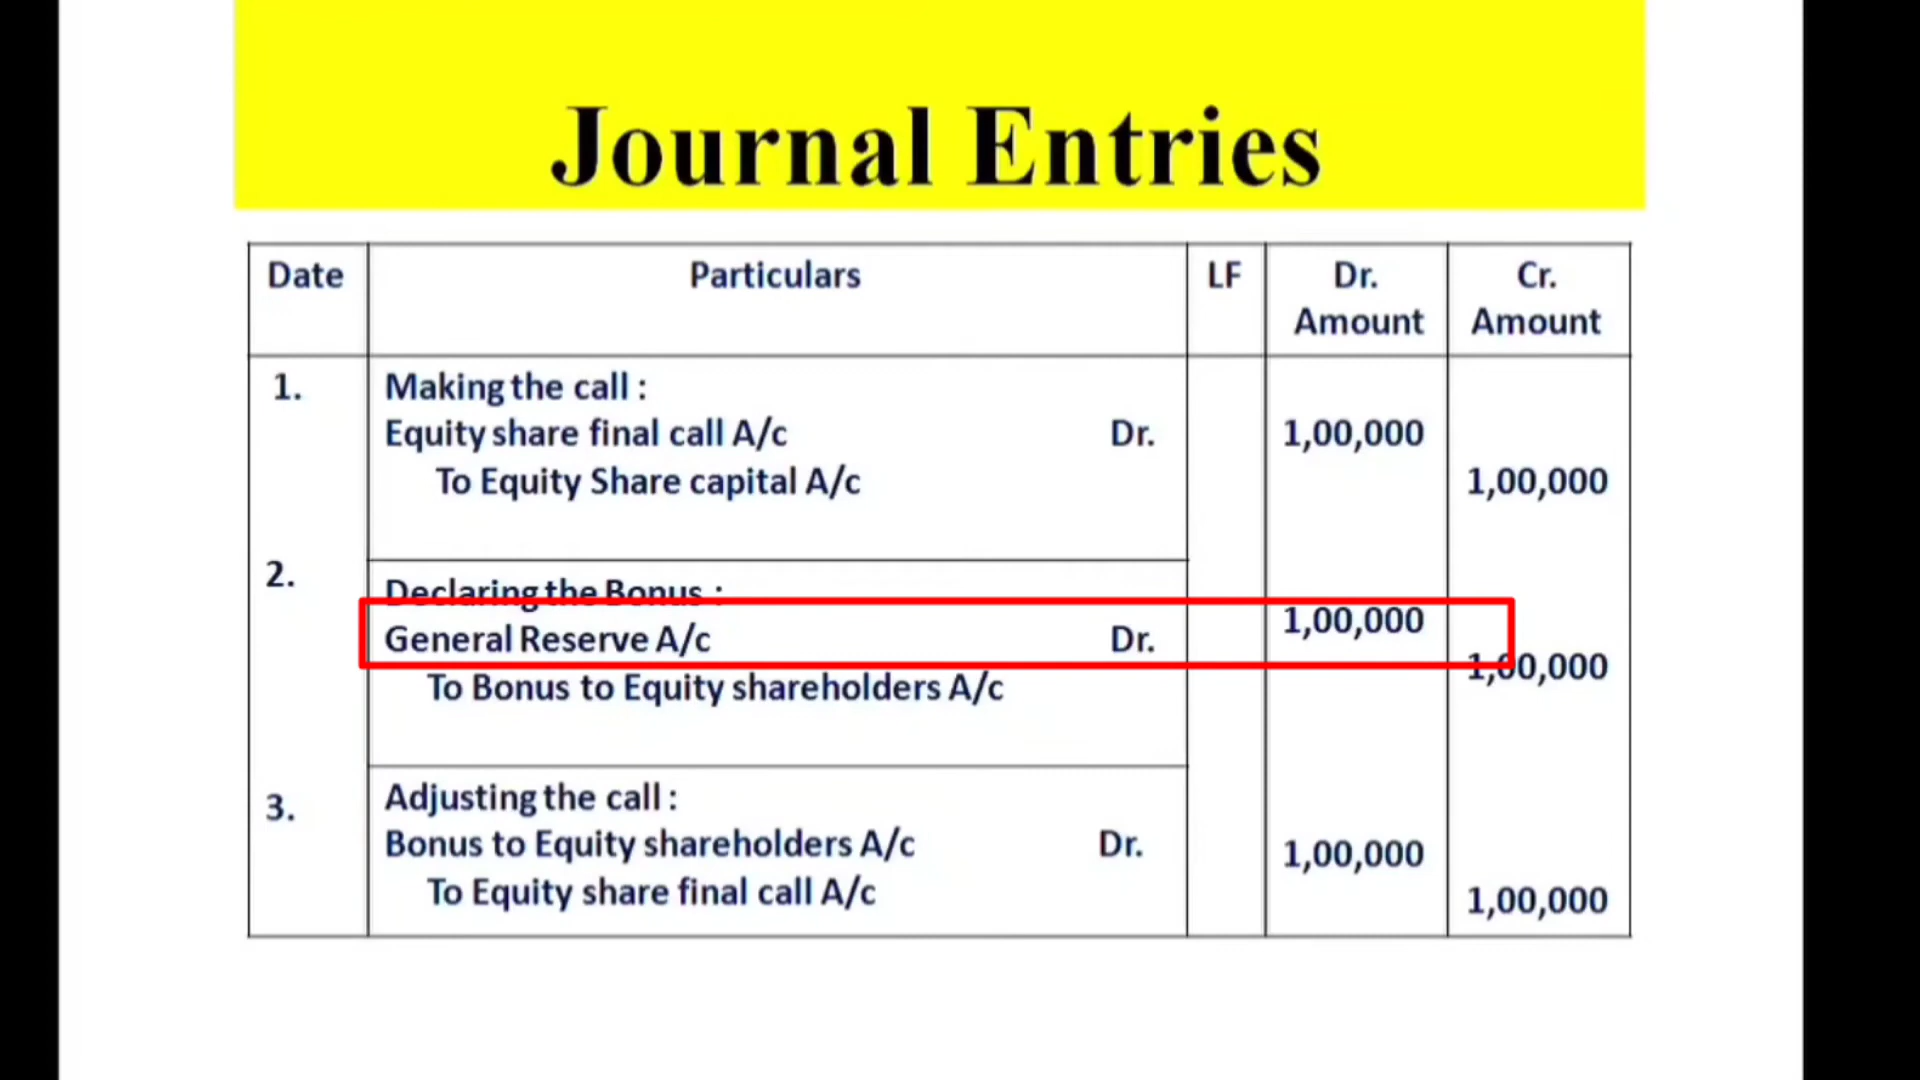 Journal Entries
Date Particulars LF Dr. Amount Cr. Amount
1. Making the call :
Equity share final call A/c Dr. 1,00,000
To Equity Share capital A/c 1,00,000
2. Declaring the Bonus :
General Reserve A/c Dr. 1,00,000
To Bonus to Equity shareholders A/c 1,00,000
3. Adjusting the call :
Bonus to Equity shareholders A/c Dr. 1,00,000
To Equity share final call A/c 1,00,000